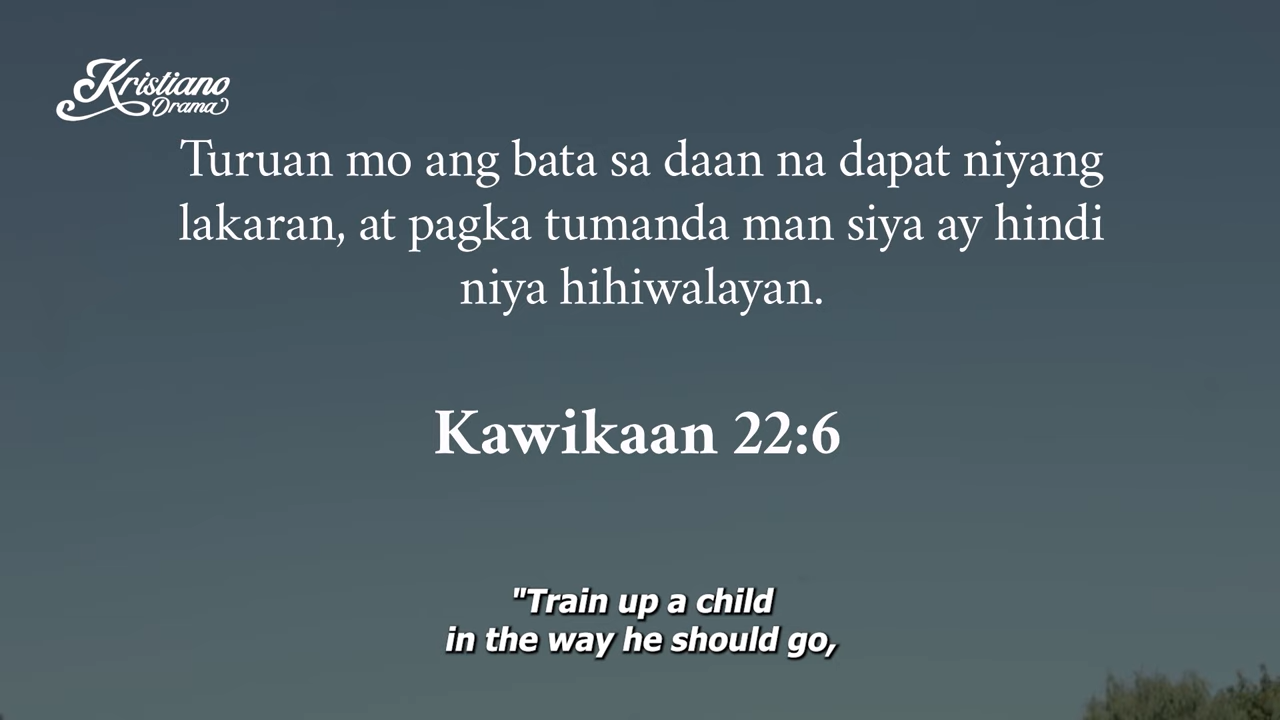 Kristiano
Drama
Turuan mo ang bata sa daan na dapat niyang
lakaran, at pagka tumanda man siya ay hindi
niya hihiwalayan.
Kawikaan 22:6
"Train up a child
in the way he should go,